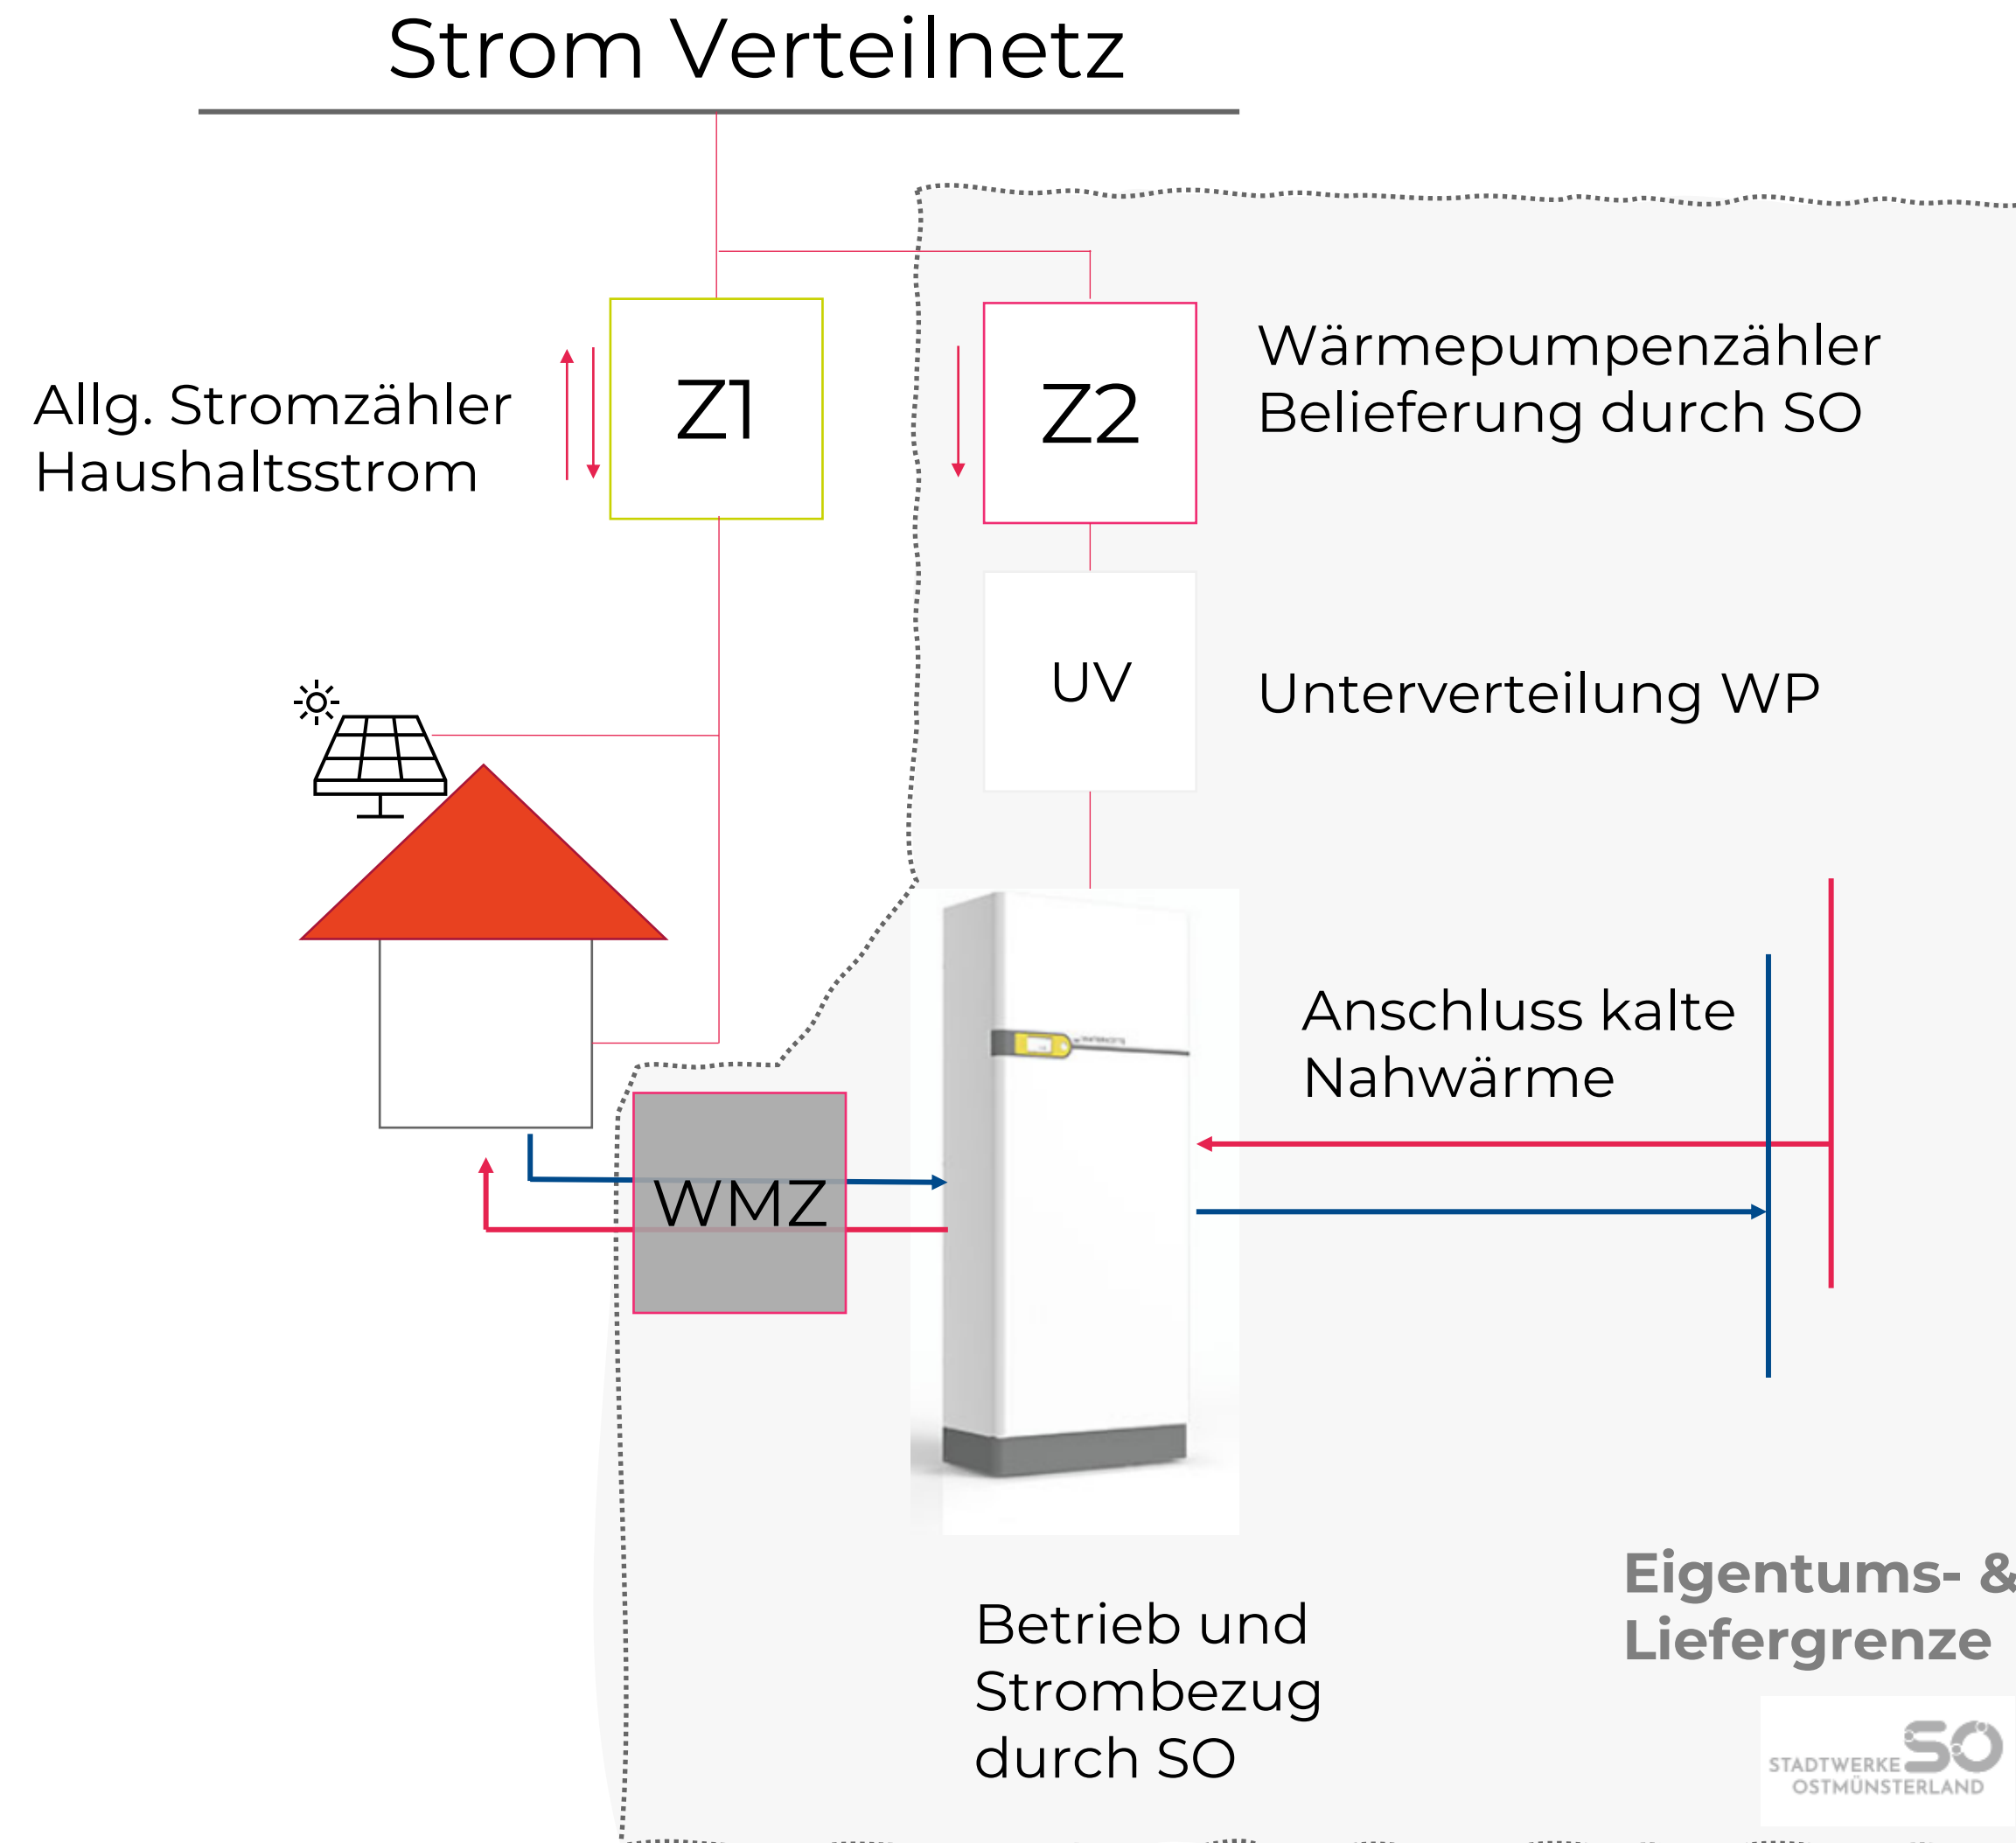 Strom Verteilnetz
Allg. Stromzähler
Haushaltsstrom
Z1
Z2
Wärmepumpenzähler
Belieferung durch SO
UV
Unterverteilung WP
Anschluss kalte
Nahwärme
WMZ
Betrieb und
Strombezug
durch SO
Eigentums- &
Liefergrenze
STADTWERKE SO
OSTMÜNSTERLAND